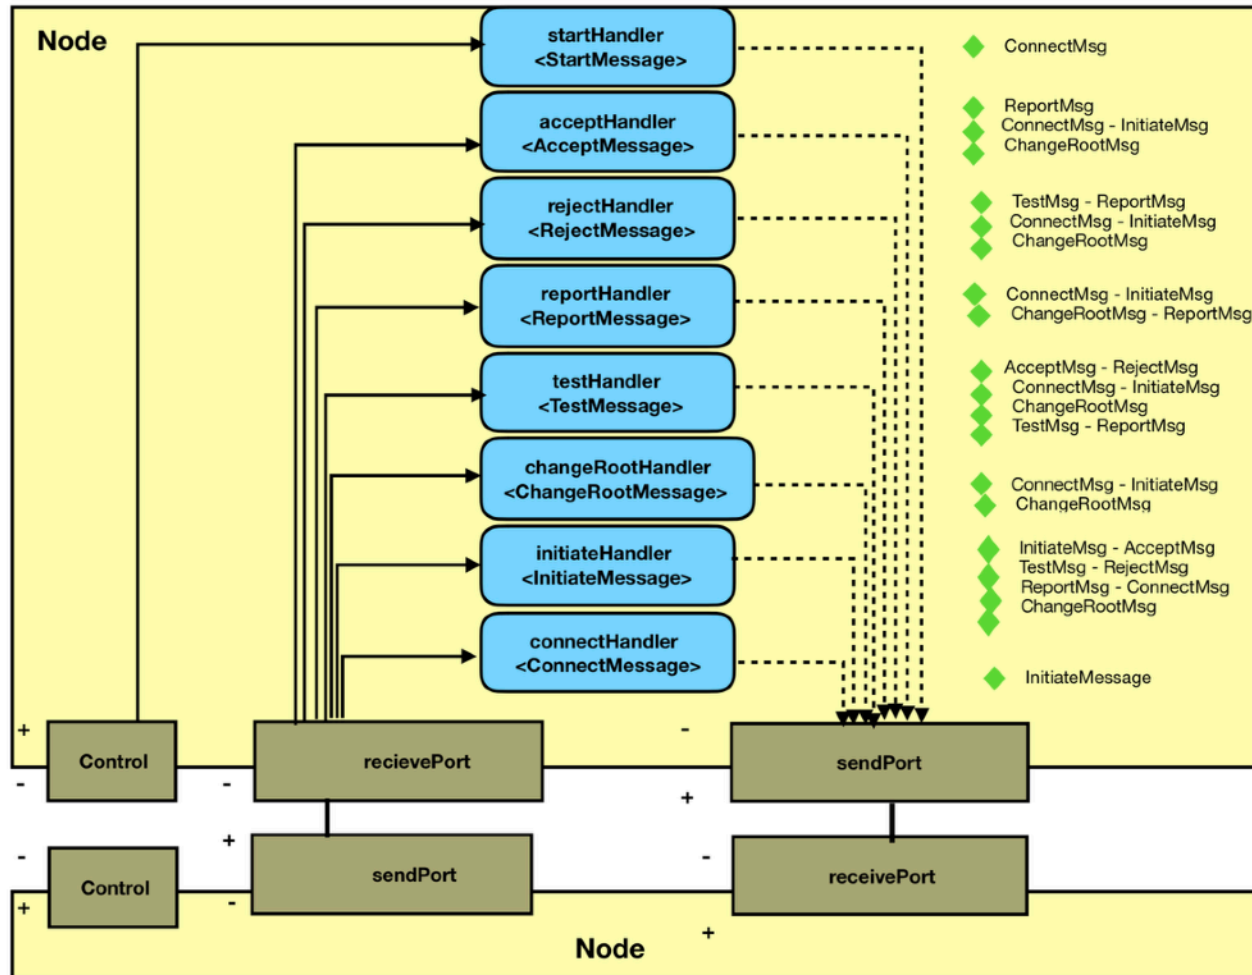 Node
startHandler
<StartMessage>
ConnectMsg
acceptHandler
<AcceptMessage>
ReportMsg
ConnectMsg - InitiateMsg
ChangeRootMsg
rejectHandler
<RejectMessage>
TestMsg - ReportMsg
ConnectMsg - InitiateMsg
ChangeRootMsg
reportHandler
<ReportMessage>
ConnectMsg - InitiateMsg
ChangeRootMsg - ReportMsg
testHandler
<TestMessage>
AcceptMsg - RejectMsg
ConnectMsg - InitiateMsg
ChangeRootMsg
TestMsg - ReportMsg
changeRootHandler
<ChangeRootMessage>
ConnectMsg - InitiateMsg
ChangeRootMsg
initiateHandler
<InitiateMessage>
InitiateMsg - AcceptMsg
TestMsg - RejectMsg
ReportMsg - ConnectMsg
ChangeRootMsg
connectHandler
<ConnectMessage>
InitiateMessage
+
-
Control
-
recievePort
-
+
sendPort
-
+
Control
+
-
sendPort
-
+
receivePort
Node